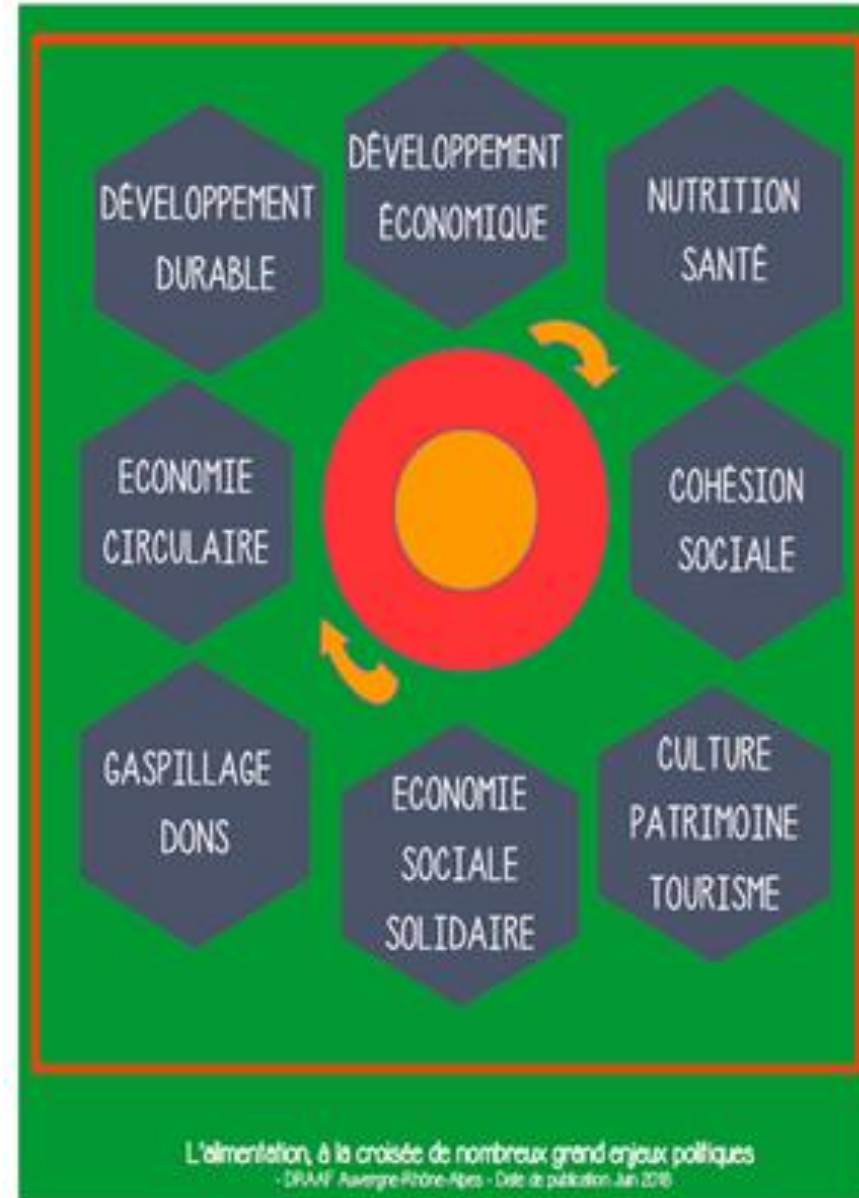 DÉVELOPPEMENT
DURABLE
DÉVELOPPEMENT
ÉCONOMIQUE
NUTRITION
SANTÉ
ECONOMIE
CIRCULAIRE
COHÉSION
SOCIALE
GASPILLAGE
DONS
ECONOMIE
SOCIALE
SOLIDAIRE
CULTURE
PATRIMOINE
TOURISME
L'alimentation, à la croisée de nombreux grand enjeux politiques
- DRAAF Auvergne-Rhône-Alpes - Date de publication Juin 2018